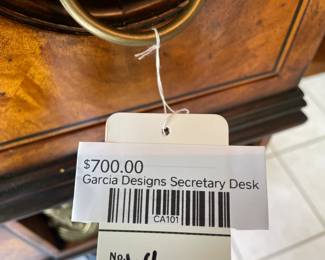 $700.00
Garcia Designs Secretary Desk
CA101
No.